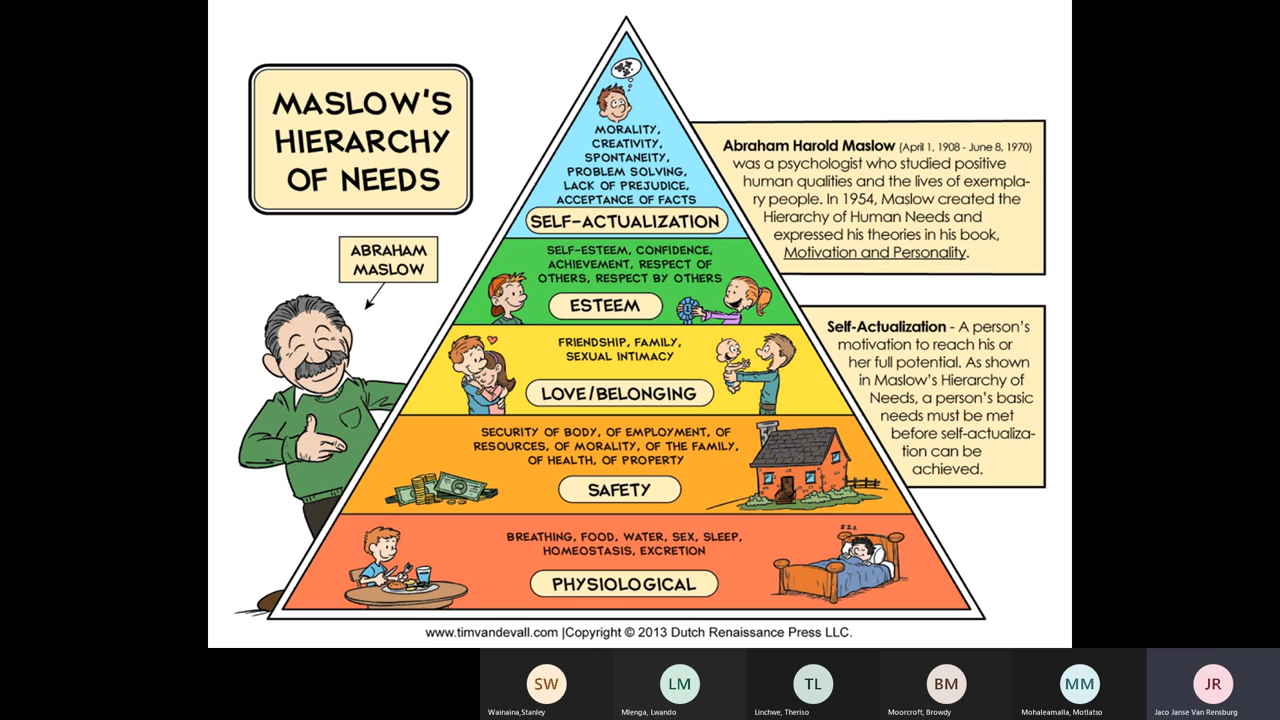 MASLOW'S
HIERARCHY
OF NEEDS
ABRAHAM
MASLOW
MORALITY,
CREATIVITY,
SPONTANEITY,
PROBLEM SOLVING,
LACK OF PREJUDICE,
ACCEPTANCE OF FACTS
SELF-ACTUALIZATION
SELF-ESTEEM, CONFIDENCE,
ACHIEVEMENT, RESPECT OF
OTHERS, RESPECT BY OTHERS
ESTEEM
FRIENDSHIP, FAMILY,
SEXUAL INTIMACY
LOVE/BELONGING
SECURITY OF BODY, OF EMPLOYMENT, OF
RESOURCES, OF MORALITY, OF THE FAMILY,
OF HEALTH, OF PROPERTY
SAFETY
BREATHING, FOOD, WATER, SEX, SLEEP,
HOMEOSTASIS, EXCRETION
PHYSIOLOGICAL
zzz
Abraham Harold Maslow (April 1, 1908 - June 8, 1970)
was a psychologist who studied positive
human qualities and the lives of exempla-
ry people. In 1954, Maslow created the
Hierarchy of Human Needs and
expressed his theories in his book,
Motivation and Personality.
Self-Actualization - A person's
motivation to reach his or
her full potential. As shown
in Maslow's Hierarchy of
Needs, a person's basic
needs must be met
before self-actualiza-
tion can be
achieved.
www.timvandevall.com |Copyright © 2013 Dutch Renaissance Press LLC.
SW
LM
TL
BM
MM
JR
Wainaina,Stanley
Mlenga, Lwando
Linchwe, Theriso
Moorcroft, Browdy
Mohaleamalla, Motlatso
Jaco Janse Van Rensburg